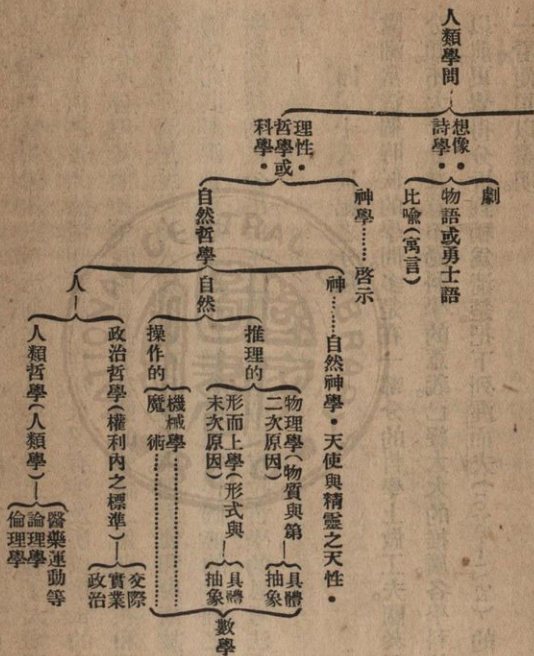 人類學問
想像・
詩學・
劇
物語或勇士語
比喻(寓言)
理性・
哲學或
科學・
神學……啓示
自然哲學
神……自然神學・天使與精靈之天性・
自然
推理的
物理學(物質與第
二次原因)
具體
抽象
形而上學(形式與
末次原因)
具體
抽象
操作的
機械學
魔術
數學
人
政治哲學(權利內之標準)
交際
實業
政治
人類哲學(人類學)
醫藥運動等
論理學
倫理學